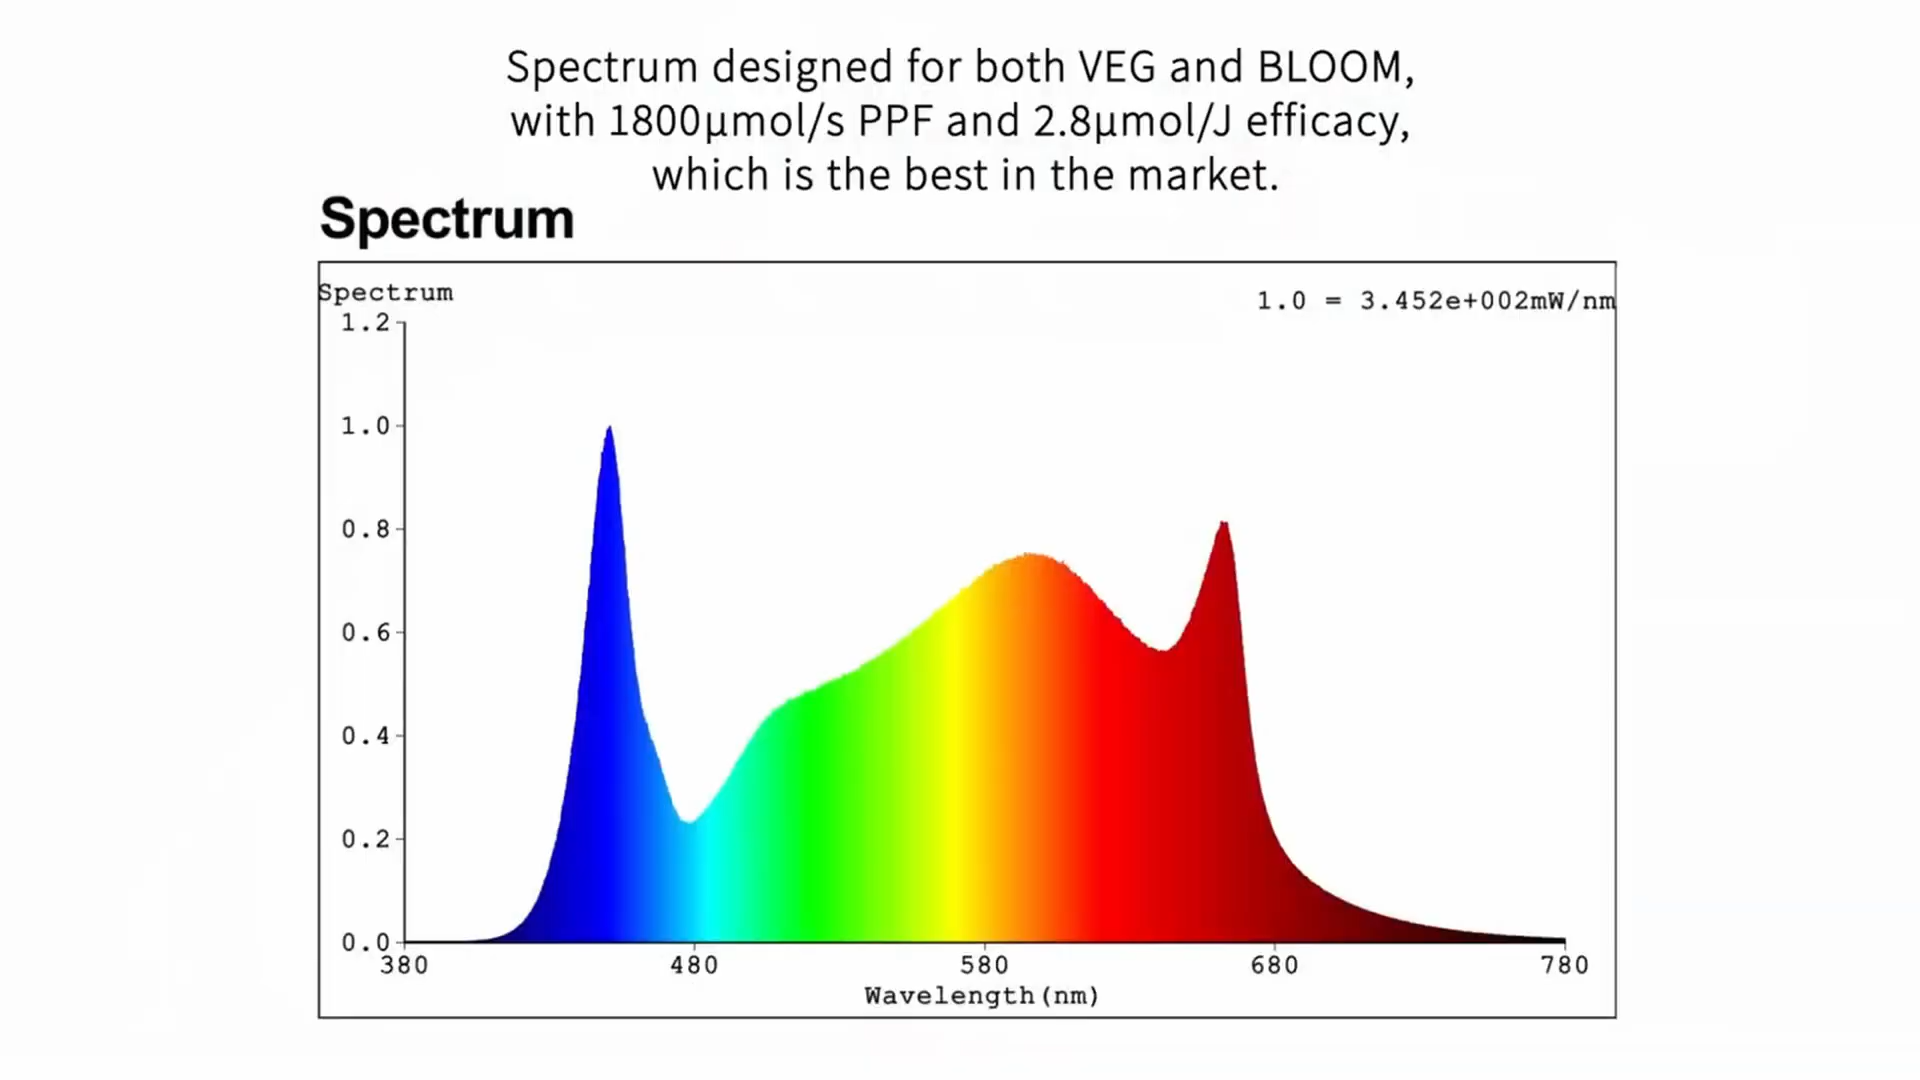 Spectrum designed for both VEG and BLOOM,
with 1800µmol/s PPF and 2.8µmol/J efficacy,
which is the best in the market.
Spectrum
Spectrum
1.0 = 3.452e+002mW/nm
1.2
1.0
0.8
0.6
0.4
0.2
0.0
380 480 580 680 780
Wavelength(nm)